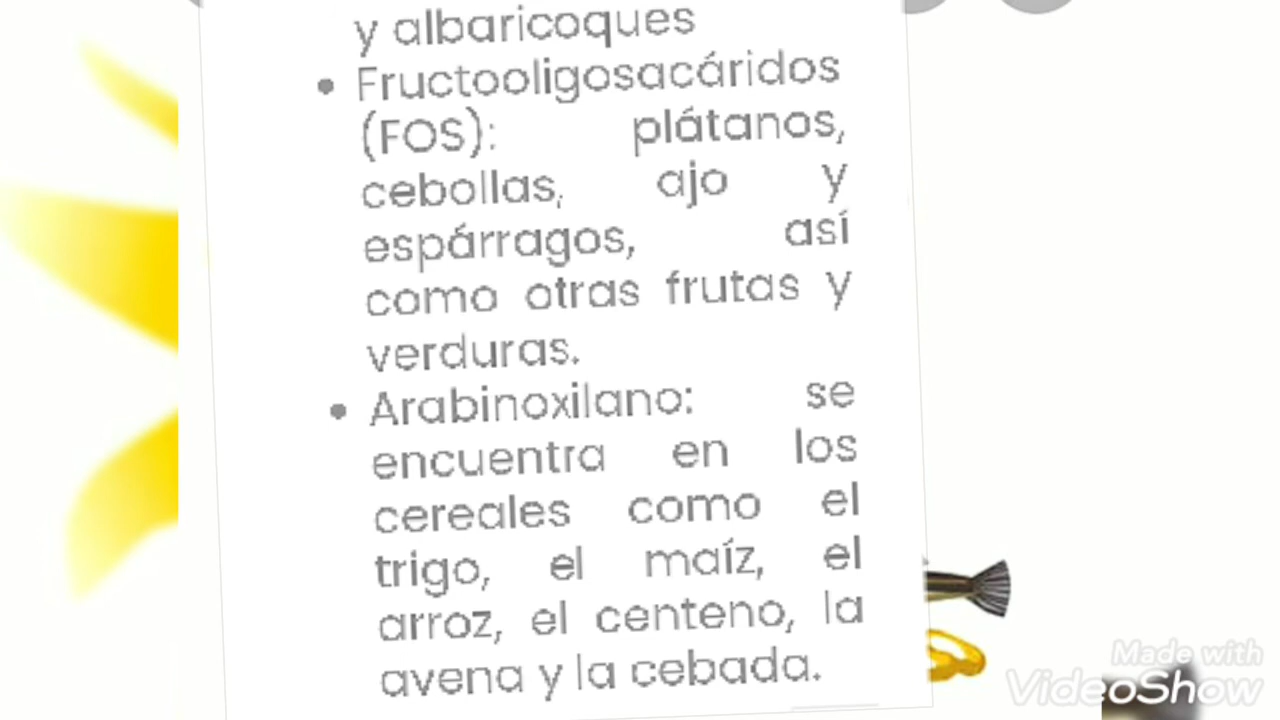 y albaricoques
• Fructooligosacáridos
(FOS): plátanos,
cebollas, ajo y
espárragos, así
como otras frutas y
verduras.
• Arabinoxilano: se
encuentra en los
cereales como el
trigo, el maíz, el
arroz, el centeno, la
avena y la cebada.
Made with
VideoShow